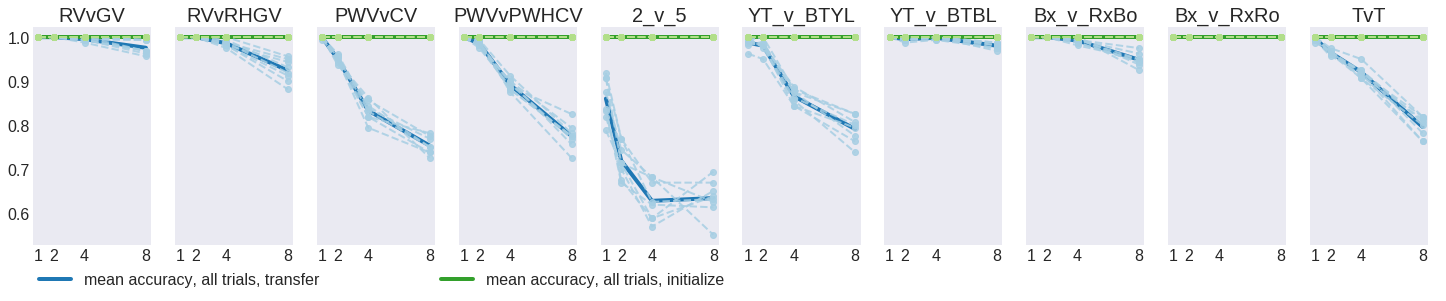 RVvGV RVvRHGV PWVvCV PWVvPWHCV 2_v_5 YT_v_BTYL YT_v_BTBL Bx_v_RxBo Bx_v_RxRo TvT
1.0
0.9
0.8
0.7
0.6
1 2 4 8 1 2 4 8 1 2 4 8 1 2 4 8 1 2 4 8 1 2 4 8 1 2 4 8 1 2 4 8 1 2 4 8 1 2 4 8
mean accuracy, all trials, transfer mean accuracy, all trials, initialize